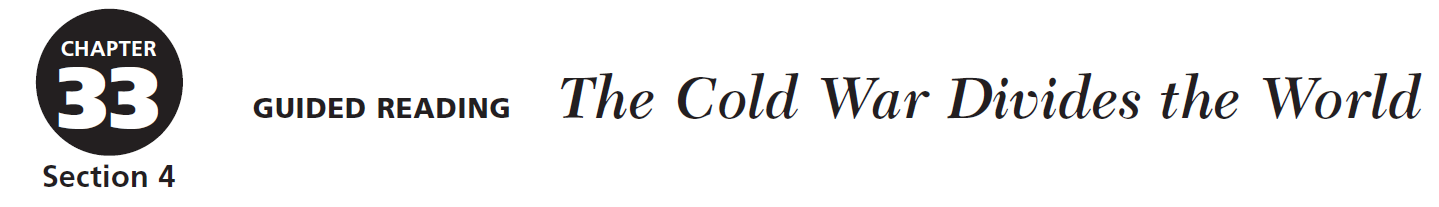 CHAPTER
33
Section 4
GUIDED READING The Cold War Divides the World